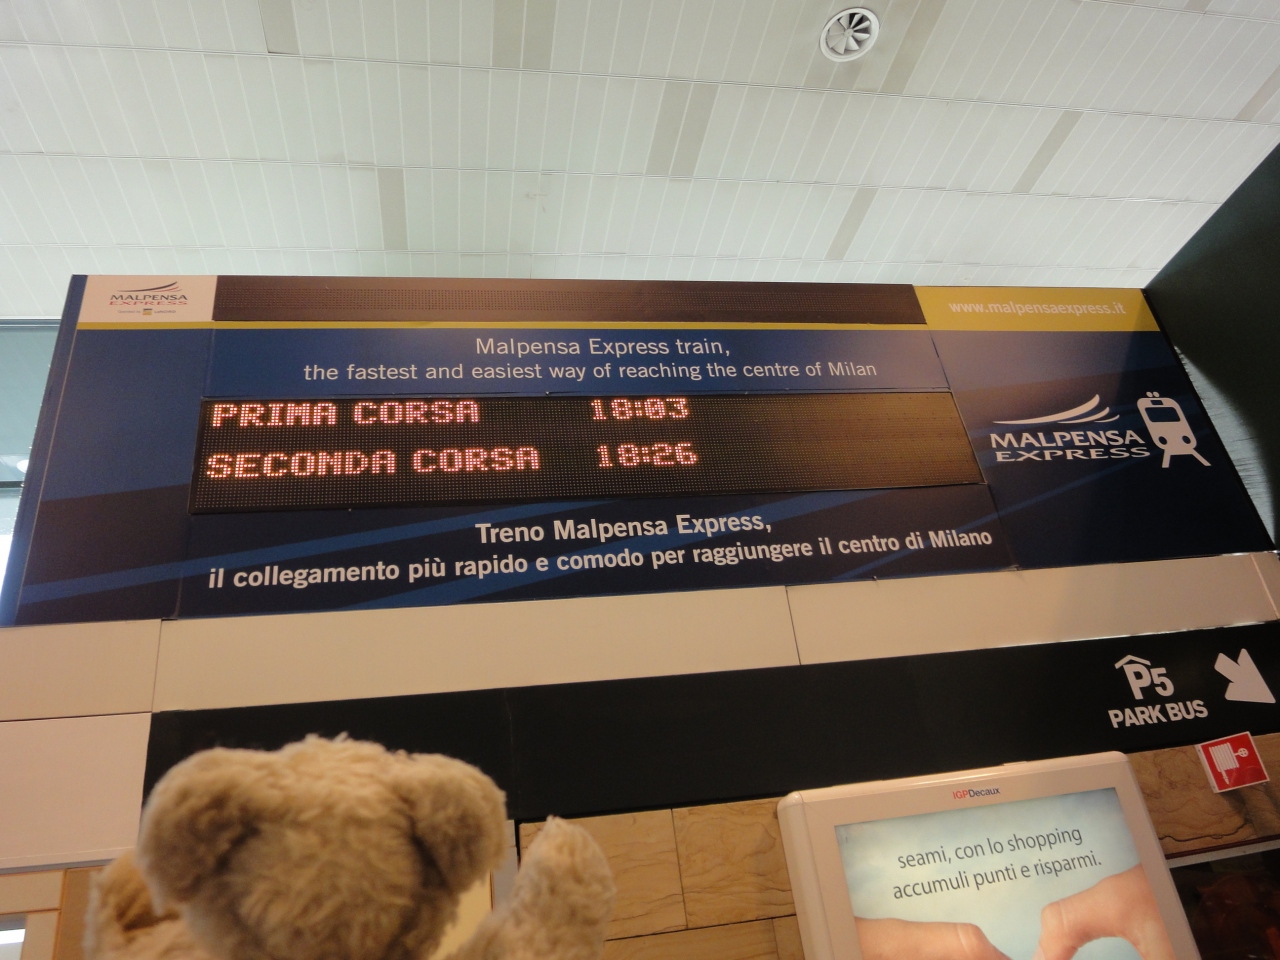 MALPENSA
EXPRESS
www.malpensaexpress.it
Malpensa Express train,
the fastest and easiest way of reaching the centre of Milan
PRIMA CORSA 18:03
SECONDA CORSA 18:26
MALPENSA
EXPRESS
Treno Malpensa Express,
il collegamento più rapido e comodo per raggiungere il centro di Milano
P5
PARK BUS
IGPDecaux
seami, con lo shopping
accumuli punti e risparmi.